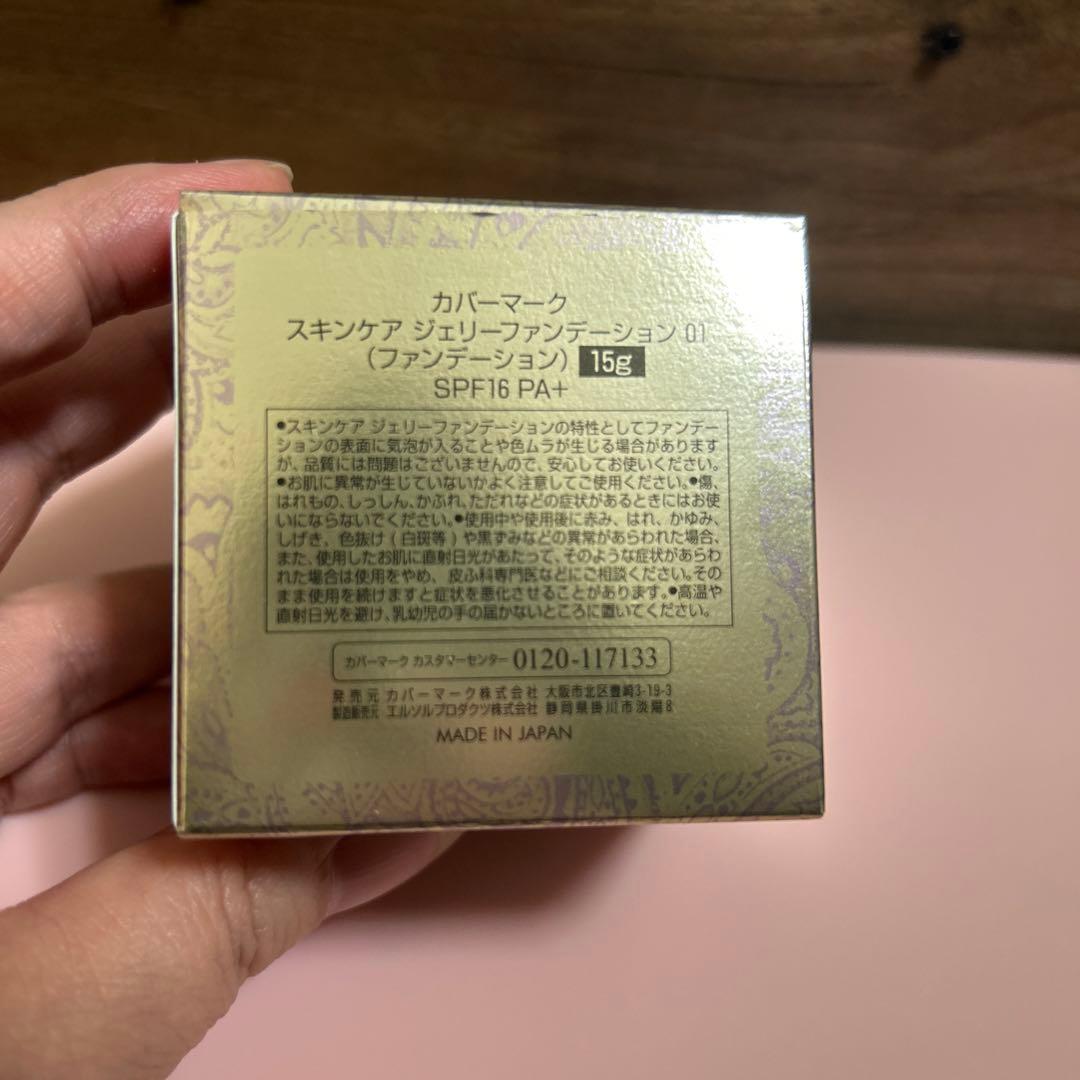 カバーマーク
スキンケア ジェリーファンデーション 01
(ファンデーション) 15g
SPF16 PA+
●スキンケア ジェリーファンデーションの特性としてファンデー
ションの表面に気泡が入ることや色ムラが生じる場合があります
が、品質には問題はございませんので、安心してお使いください。
●お肌に異常が生じていないかよく注意してご使用ください。●傷、
はれもの、しっしん、かぶれ、ただれなどの症状があるときにはお使
いにならないでください。●使用中や使用後に赤み、はれ、かゆみ、
しげき、色抜け(白斑等)や黒ずみなどの異常があらわれた場合、
また、使用したお肌に直射日光があたって、そのような症状があらわ
れた場合は使用をやめ、皮ふ科専門医などにご相談ください。その
まま使用を続けますと症状を悪化させることがあります。●高温や
直射日光を避け、乳幼児の手の届かないところに置いてください。
カバーマーク カスタマーセンター 0120-117133
発売元 カバーマーク株式会社 大阪市北区豊崎3-19-3
製造販売元 エルソルプロダクツ株式会社 静岡県掛川市淡陽8
MADE IN JAPAN